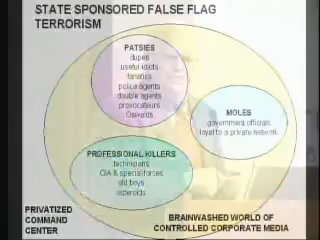 STATE SPONSORED FALSE FLAG
TERRORISM
PATSIES
dupes
useful idiots
fanatics
police agents
double agents
provocateurs
Oswalds
MOLES
government officials
loyal to a private network
PROFESSIONAL KILLERS
technicians
CIA & special forces
old boys
asteroids
PRIVATIZED
COMMAND
CENTER
BRAINWASHED WORLD OF
CONTROLLED CORPORATE MEDIA